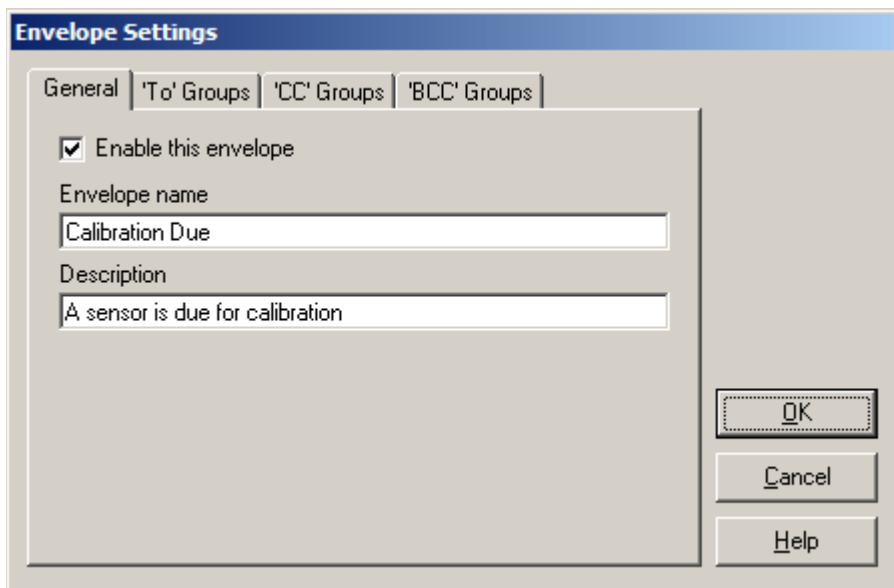 Envelope Settings
General 'To' Groups 'CC' Groups 'BCC' Groups
Enable this envelope
Envelope name
Calibration Due
Description
A sensor is due for calibration
OK
Cancel
Help